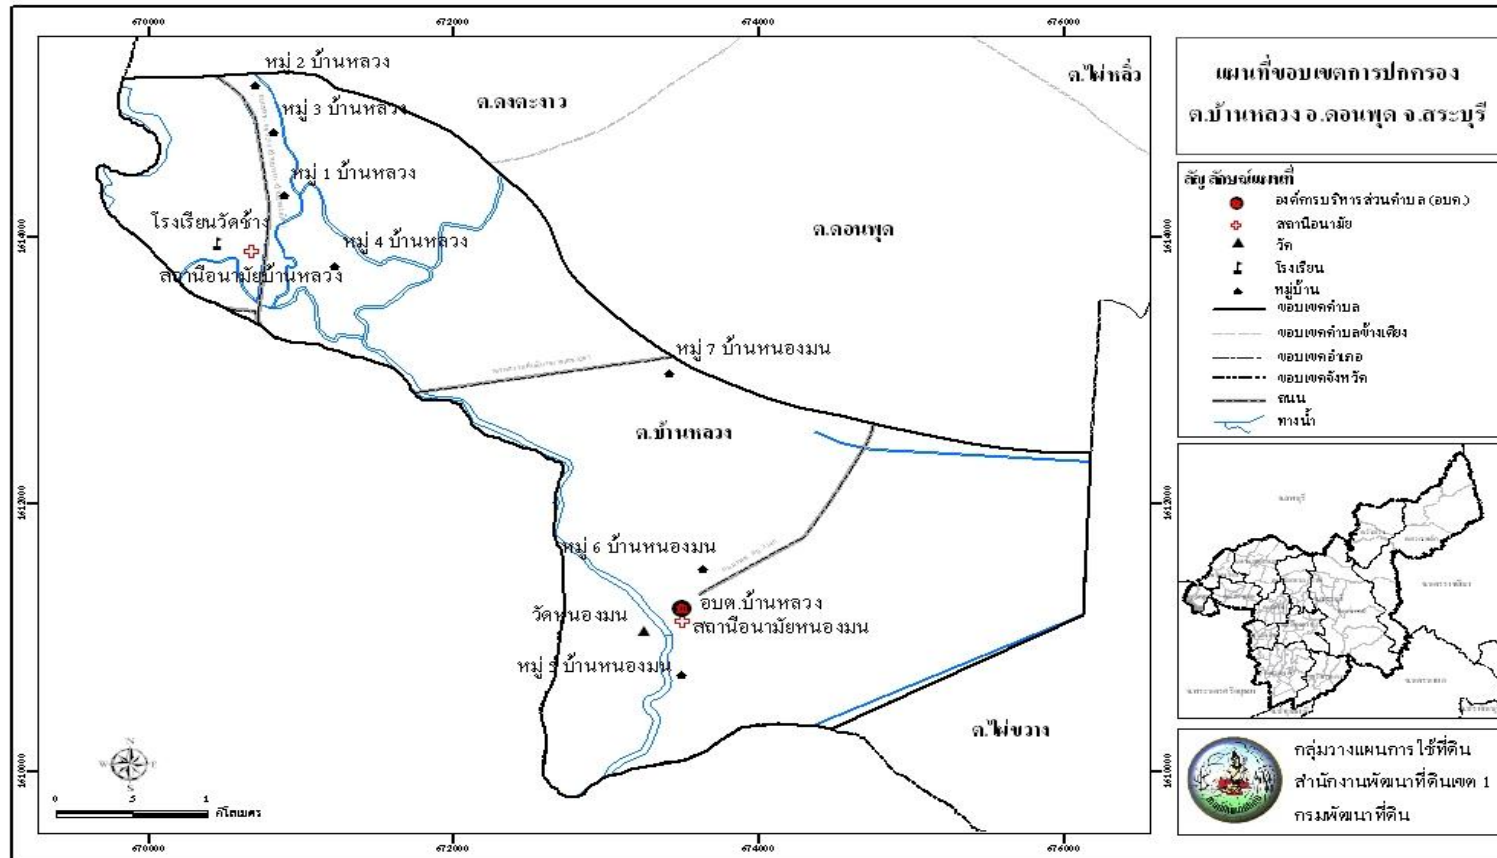 670000
672000
674000
676000
แผนที่ขอบเขตการปกครอง
ต.บ้านหลวง อ.ดอนพุด จ.สระบุรี
หมู่ 2 บ้านหลวง
ต.ดงตะงาว
ต.ไผ่หลิ่ว
หมู่ 3 บ้านหลวง
หมู่ 1 บ้านหลวง
โรงเรียนวัดช้าง
หมู่ 4 บ้านหลวง
สถานีอนามัยบ้านหลวง
ต.ดอนพุด
1614000
1614000
หมู่ 7 บ้านหนองมน
ต.บ้านหลวง
1612000
1612000
หมู่ 6 บ้านหนองมน
อบต.บ้านหลวง
วัดหนองมน
สถานีอนามัยหนองมน
หมู่ 5 บ้านหนองมน
ต.ไผ่ขวาง
1610000
1610000
N
W
E
S
0
.5
1
กิโลเมตร
670000
672000
674000
676000
สัญลักษณ์แผนที่
องค์การบริหารส่วนตำบล (อบต.)
สถานีอนามัย
วัด
โรงเรียน
หมู่บ้าน
ขอบเขตตำบล
ขอบเขตตำบลข้างเคียง
ขอบเขตอำเภอ
ขอบเขตจังหวัด
ถนน
ทางน้ำ
จ.ลพบุรี
กลุ่มวางแผนการใช้ที่ดิน
สำนักงานพัฒนาที่ดินเขต 1
กรมพัฒนาที่ดิน